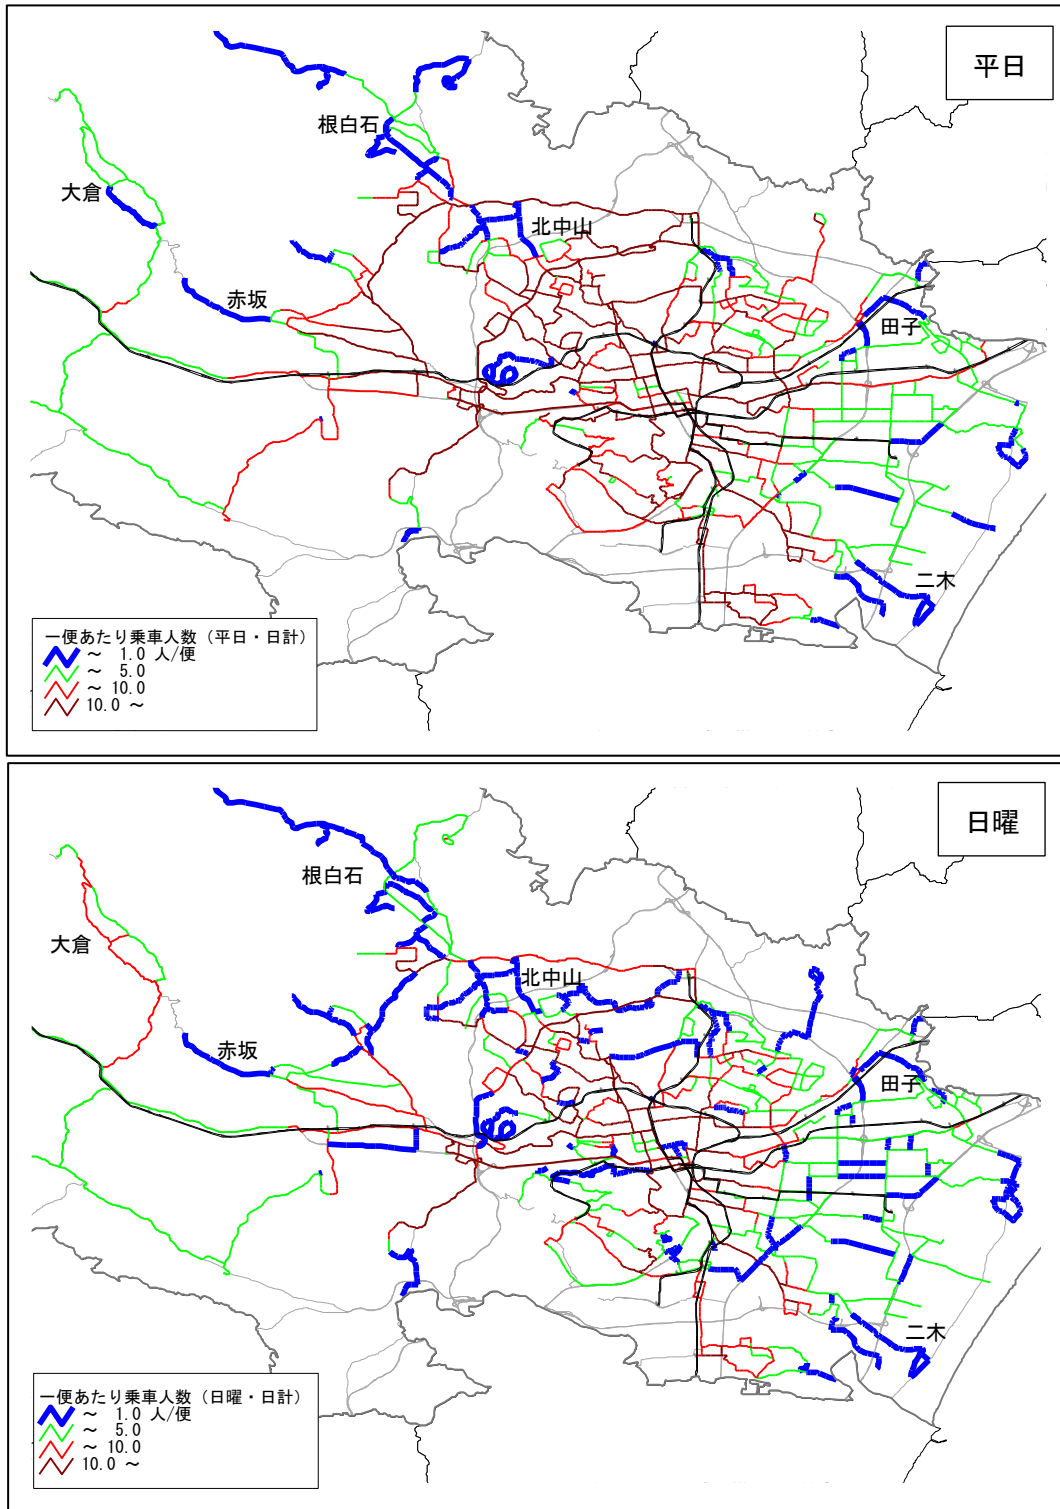 平日
根白石
大倉
北中山
赤坂
田子
二木
一便あたり乗車人数（平日・日計）
～ 1.0 人/便
～ 5.0
～ 10.0
10.0 ～
日曜
根白石
大倉
北中山
赤坂
田子
二木
一便あたり乗車人数（日曜・日計）
～ 1.0 人/便
～ 5.0
～ 10.0
10.0 ～